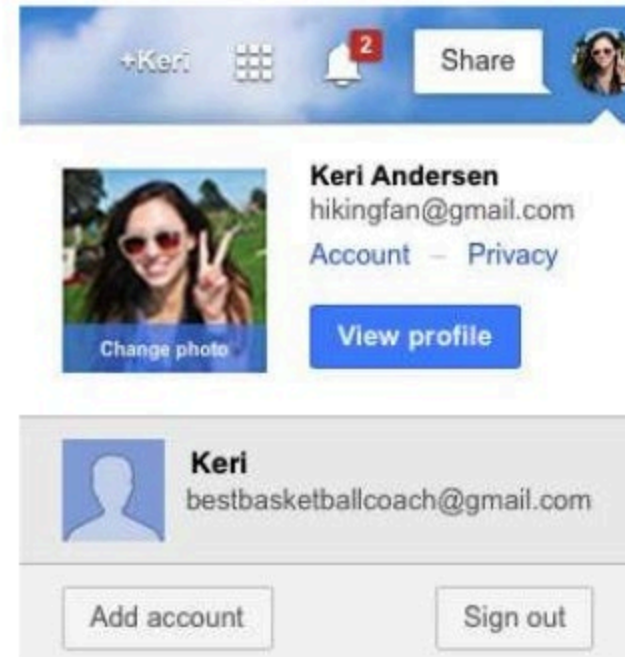 +Keri 2 Share
Keri Andersen
hikingfan@gmail.com
Account – Privacy
Change photo
View profile
Keri
bestbasketballcoach@gmail.com
Add account Sign out